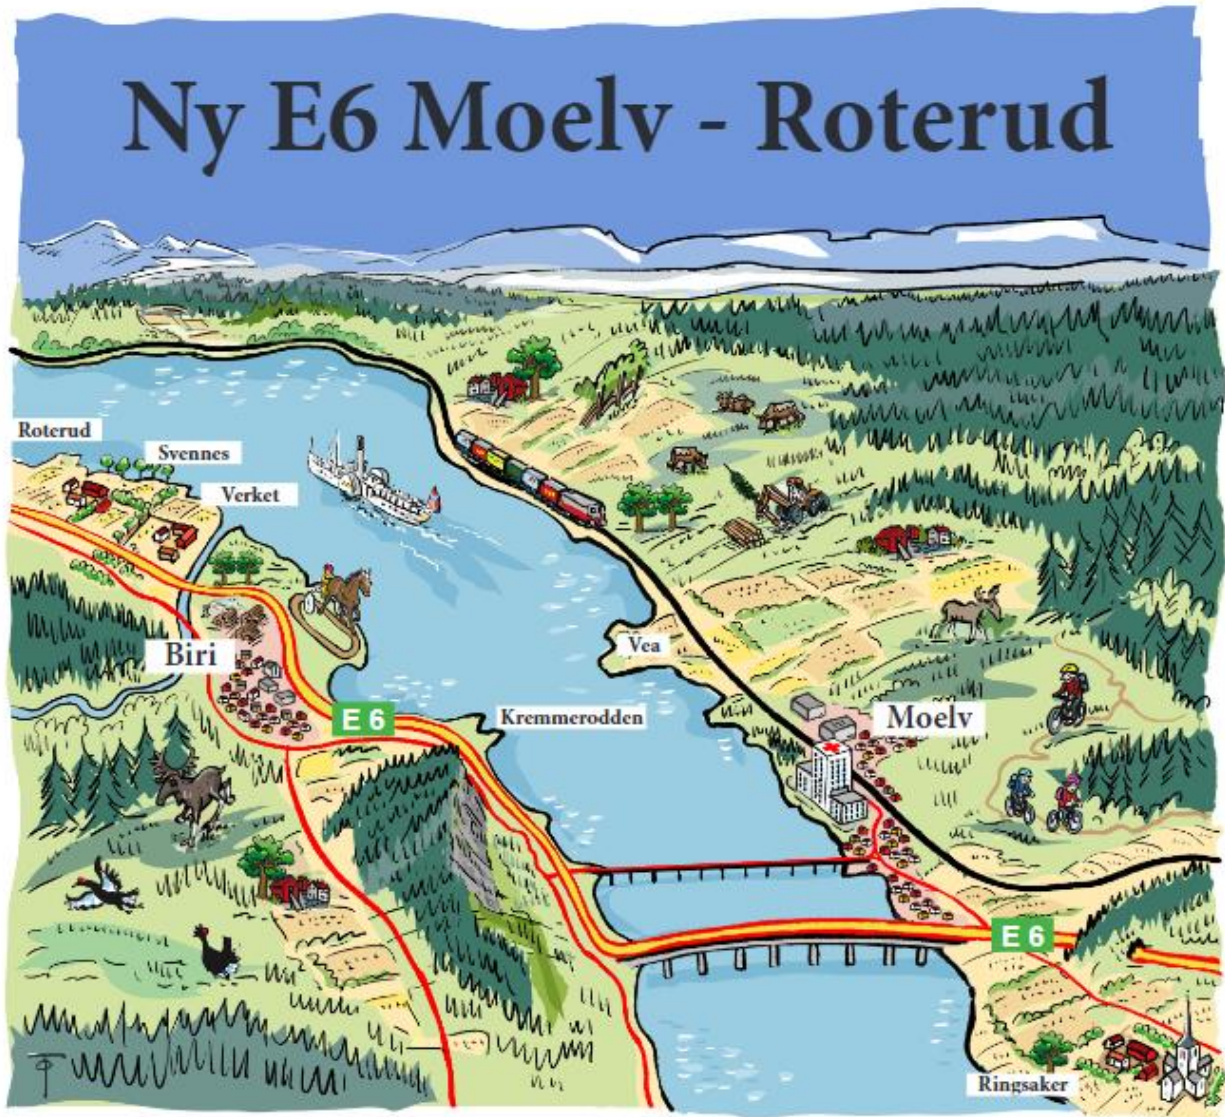 Ny E6 Moelv - Roterud
Roterud
Svennes
Verket
Biri
Vea
E 6
Kremmerodden
Moelv
E 6
Ringsaker